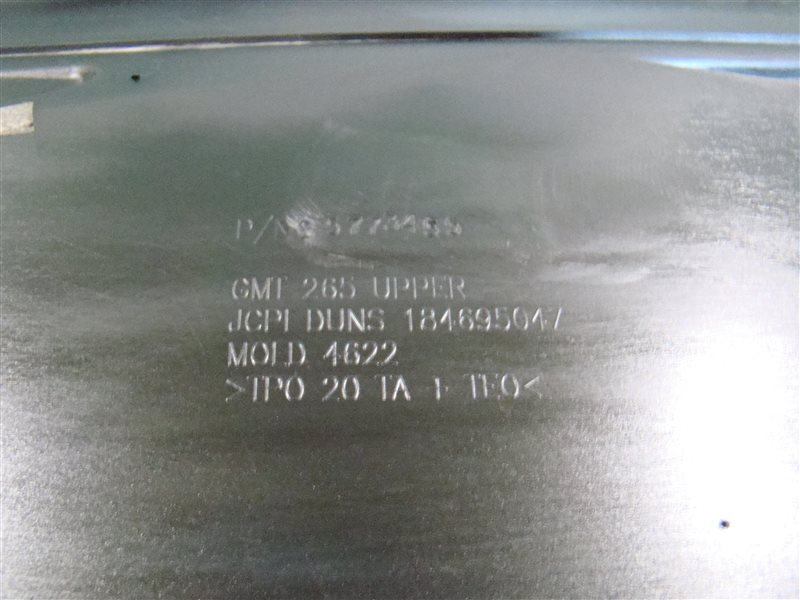 P/N
GMT 265 UPPER
JCPI DUNS 184695047
MOLD 4622
>TPO 20 TA + TEO<